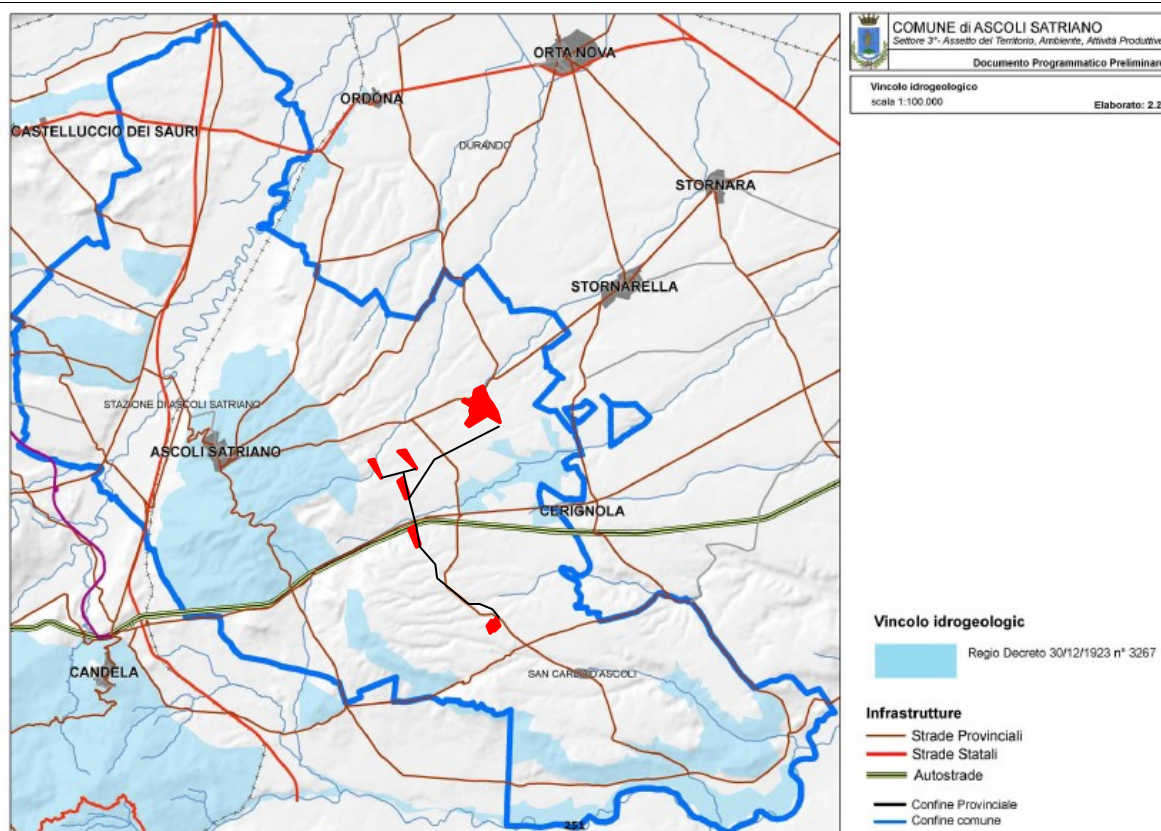 COMUNE di ASCOLI SATRIANO
Settore 3°- Assetto del Territorio, Ambiente, Attività Produttive
Documento Programmatico Preliminare
Vincolo idrogeologico
scala 1:100.000
Elaborato: 2.2
ORTA NOVA
ORDONA
CASTELLUCCIO DEI SAURI
DURANDO
STORNARA
STORNARELLA
STAZIONE DI ASCOLI SATRIANO
ASCOLI SATRIANO
CERIGNOLA
CANDELA
SAN CARLO D'ASCOLI
251
Vincolo idrogeologic
Regio Decreto 30/12/1923 n° 3267
Infrastrutture
Strade Provinciali
Strade Statali
Autostrade
Confine Provinciale
Confine comune